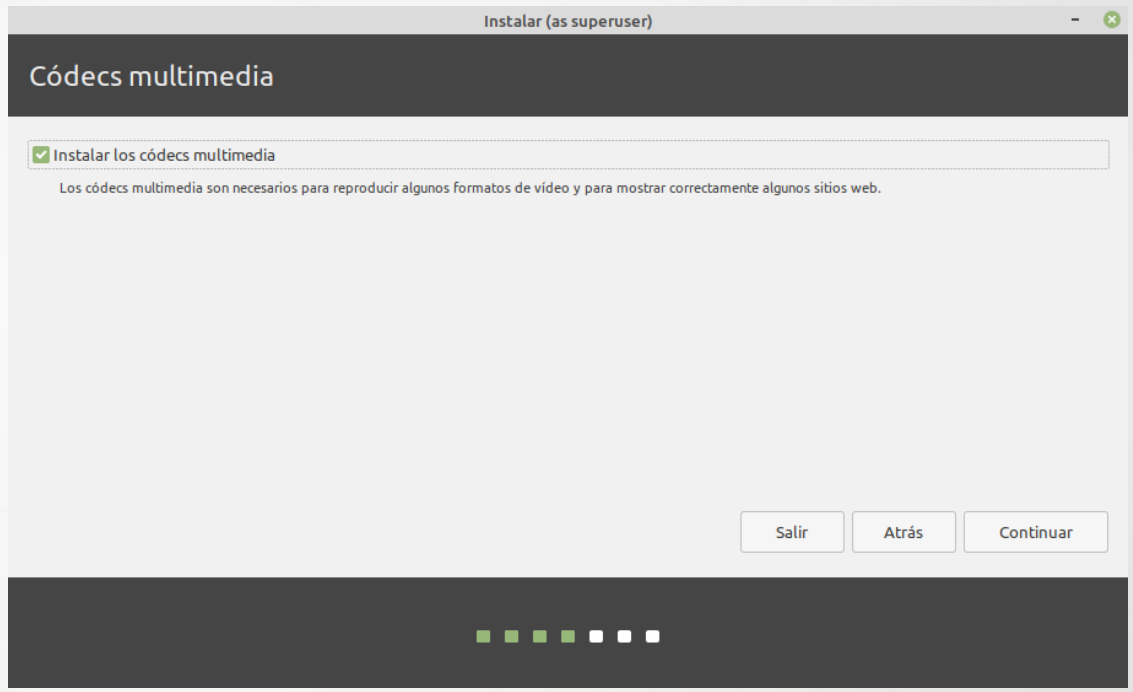 Instalar (as superuser)
Códecs multimedia
Instalar los códecs multimedia
Los códecs multimedia son necesarios para reproducir algunos formatos de vídeo y para mostrar correctamente algunos sitios web.
Salir Atrás Continuar